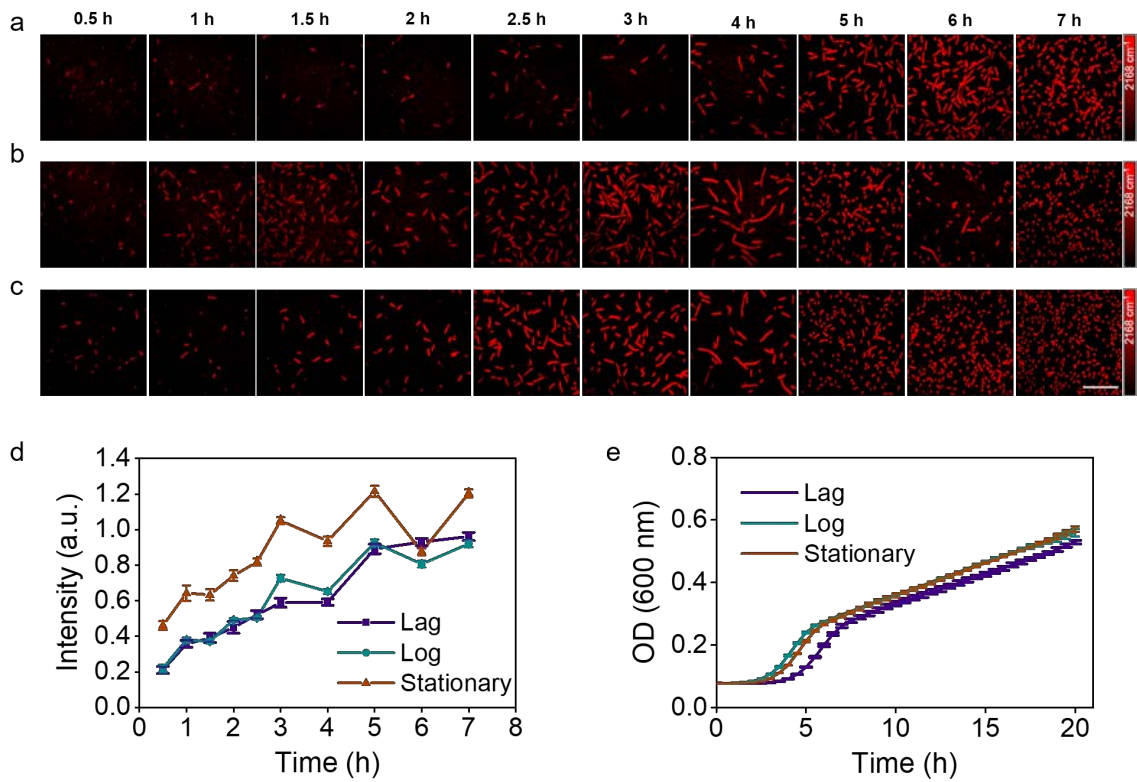 a
0.5 h 1 h 1.5 h 2 h 2.5 h 3 h 4 h 5 h 6 h 7 h
2168 cm⁻¹
b
2168 cm⁻¹
c
2168 cm⁻¹
d
1.4
1.2
1.0
0.8
0.6
0.4
0.2
0.0
Intensity (a.u.)
Lag
Log
Stationary
0 1 2 3 4 5 6 7 8
Time (h)
e
0.8
0.6
0.4
0.2
0.0
OD (600 nm)
Lag
Log
Stationary
0 5 10 15 20
Time (h)